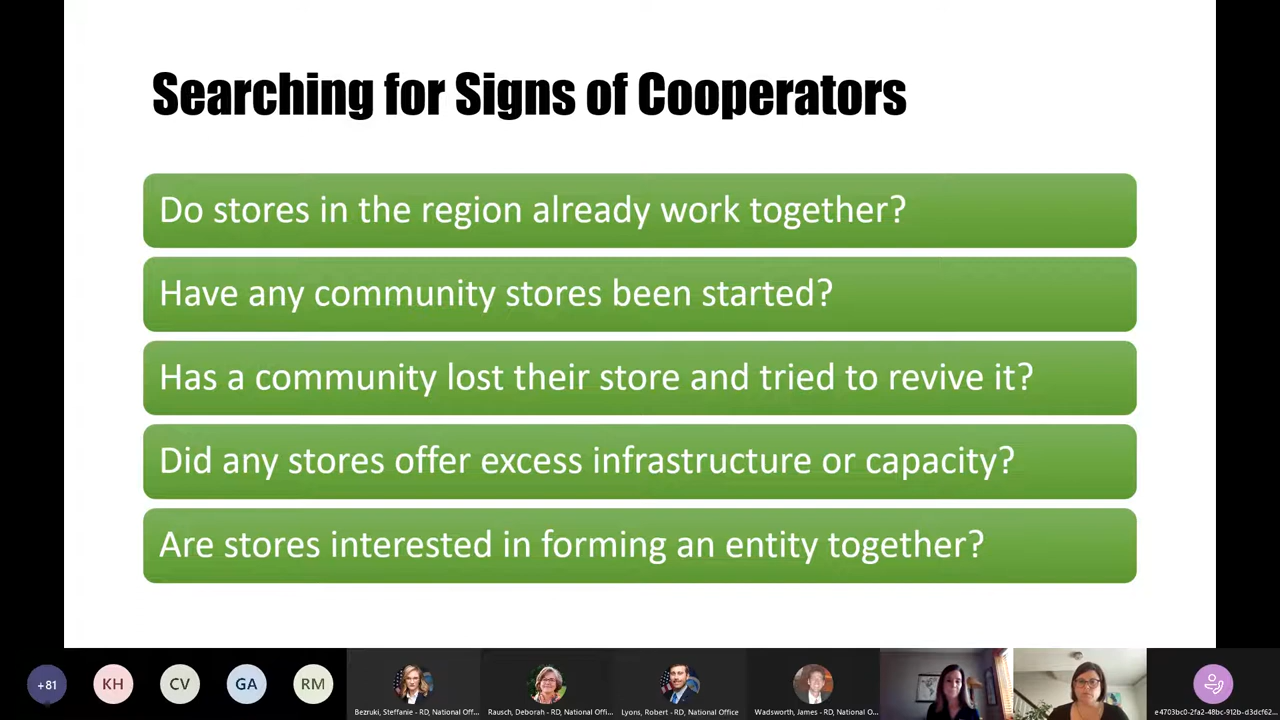 Searching for Signs of Cooperators
Do stores in the region already work together?
Have any community stores been started?
Has a community lost their store and tried to revive it?
Did any stores offer excess infrastructure or capacity?
Are stores interested in forming an entity together?
+81
KH
CV
GA
RM
Bezruki, Steffanie - RD, National Off...
Rausch, Deborah - RD, National Offi...
Lyons, Robert - RD, National Office
Wadsworth, James - RD, National O...
e4703bc0-2fa2-48bc-912b-d3dcf62...